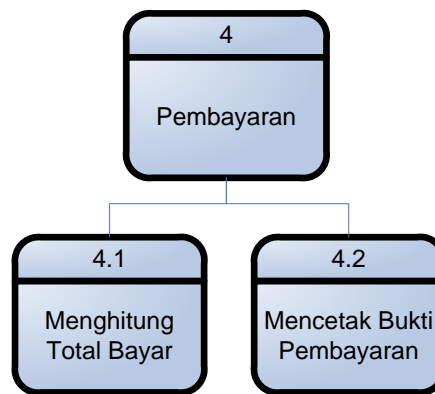 4
Pembayaran
4.1
Menghitung
Total Bayar
4.2
Mencetak Bukti
Pembayaran